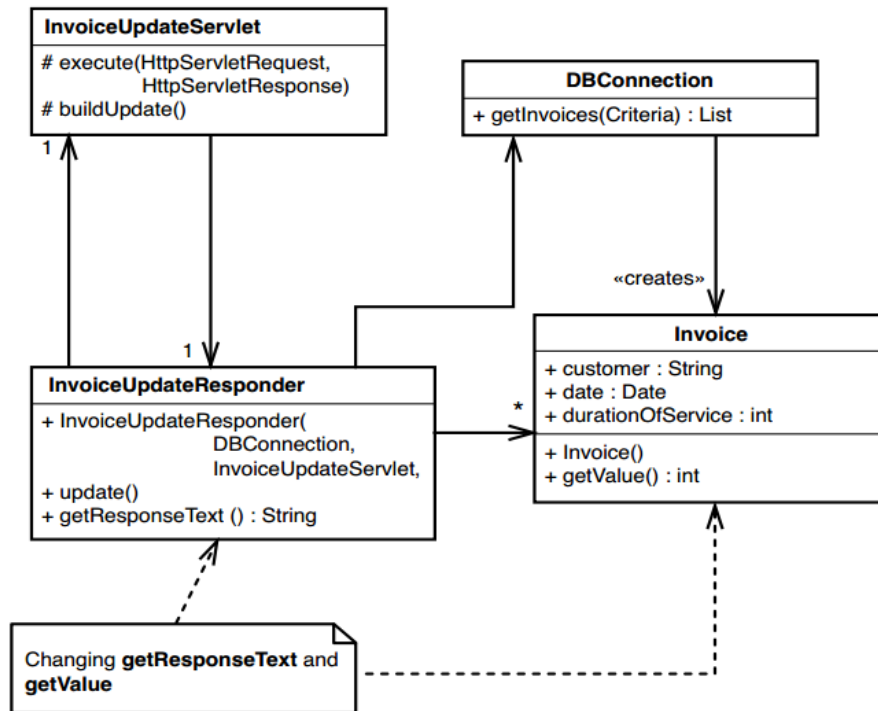 InvoiceUpdateServlet
# execute(HttpServletRequest,
HttpServletResponse)
# buildUpdate()
DBConnection
+ getInvoices(Criteria) : List
1
1
«creates»
InvoiceUpdateResponder
+ InvoiceUpdateResponder(
DBConnection,
InvoiceUpdateServlet,
+ update()
+ getResponseText () : String
*
Invoice
+ customer : String
+ date : Date
+ durationOfService : int
+ Invoice()
+ getValue() : int
Changing getResponseText and
getValue